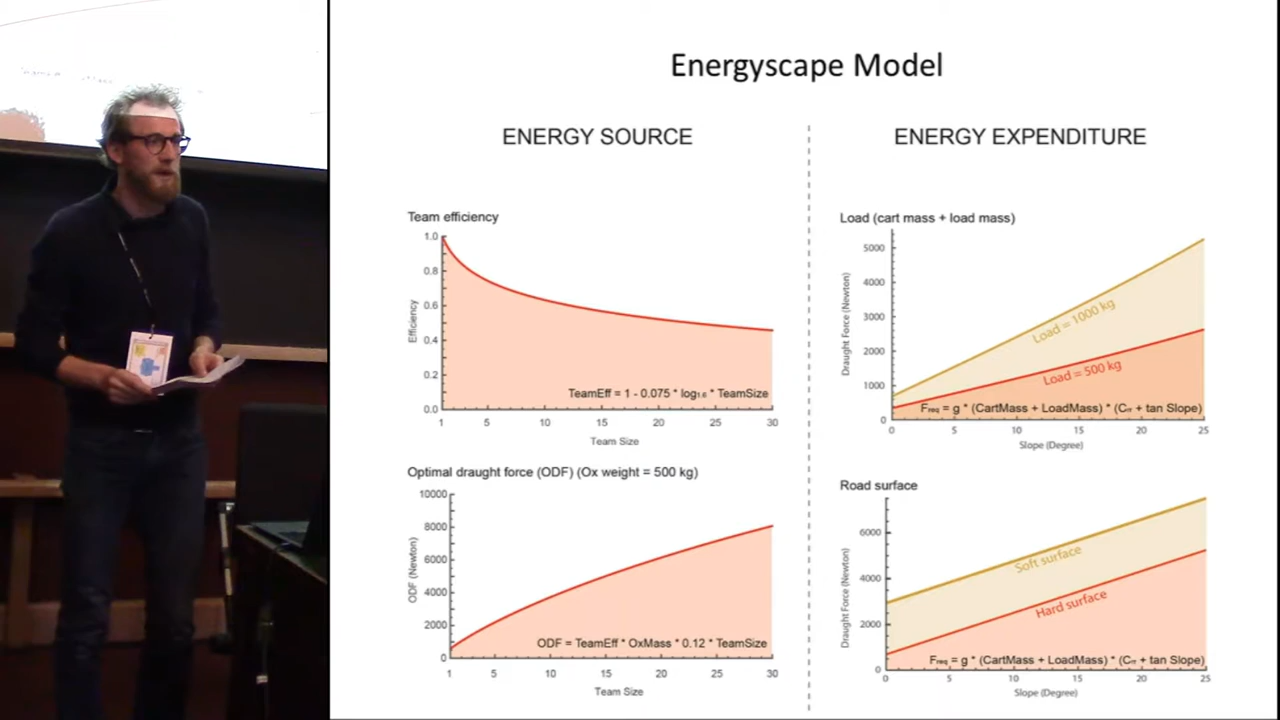 Energyscape Model
ENERGY SOURCE
Team efficiency
1.0
0.8
0.6
0.4
0.2
0.0
Efficiency
TeamEff = 1 - 0.075 * log₁.₆ * TeamSize
1 5 10 15 20 25 30
Team Size
Optimal draught force (ODF) (Ox weight = 500 kg)
10000
8000
6000
4000
2000
0
ODF (Newton)
ODF = TeamEff * OxMass * 0.12 * TeamSize
1 5 10 15 20 25 30
Team Size
ENERGY EXPENDITURE
Load (cart mass + load mass)
5000
4000
3000
2000
1000
0
Draught Force (Newton)
Load = 1000 kg
Load = 500 kg
Fᵣₑq = g * (CartMass + LoadMass) * (Cᵣᵣ + tan Slope)
0 5 10 15 20 25
Slope (Degree)
Road surface
6000
4000
2000
0
Draught Force (Newton)
Soft surface
Hard surface
Fᵣₑq = g * (CartMass + LoadMass) * (Cᵣᵣ + tan Slope)
0 5 10 15 20 25
Slope (Degree)